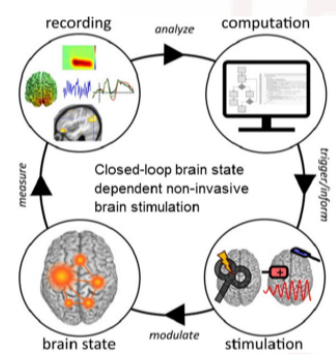 recording
analyze
computation
trigger/inform
measure
Closed-loop brain state
dependent non-invasive
brain stimulation
brain state
modulate
stimulation